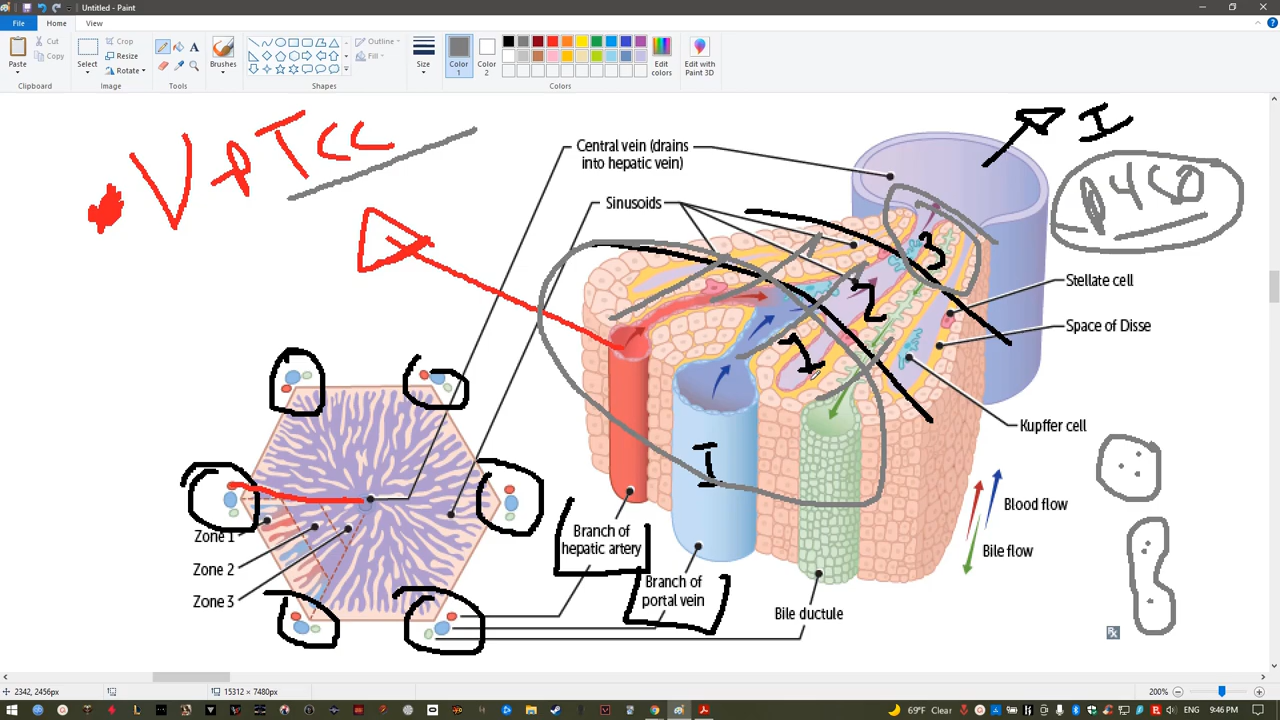 Untitled - Paint
File
Home
View
Paste
Cut
Copy
Clipboard
Select
Crop
Resize
Rotate
Image
A
Tools
Brushes
Outline
Fill
Shapes
Size
Color 1
Color 2
Edit colors
Edit with Paint 3D
Colors
Central vein (drains into hepatic vein)
Sinusoids
I
3
2
1
I
Stellate cell
Space of Disse
Kupffer cell
Blood flow
Bile flow
Branch of hepatic artery
Branch of portal vein
Bile ductule
Zone 1
Zone 2
Zone 3
Rx
2342, 2456px
15312 × 7480px
200%
69°F Clear
ENG
9:46 PM